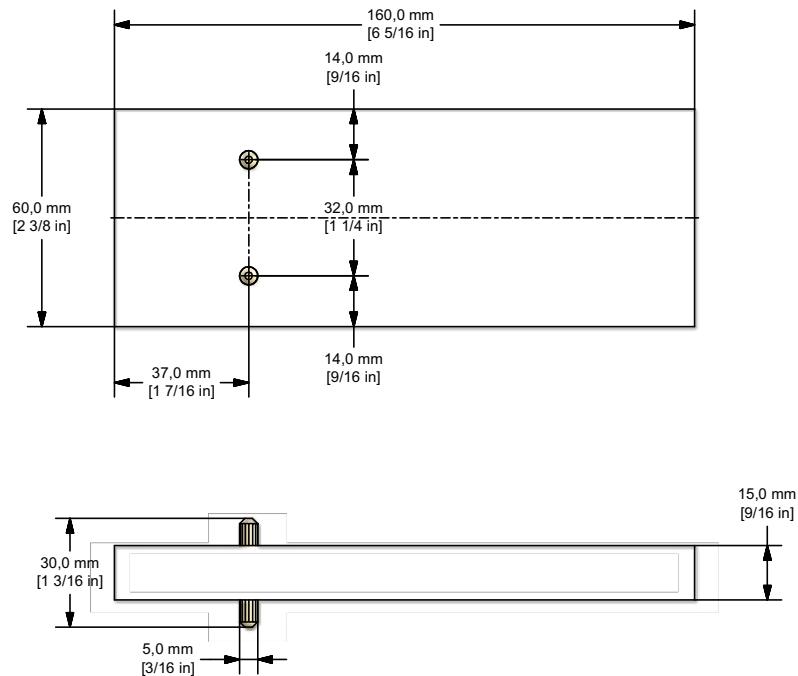 160,0 mm
[6 5/16 in]
14,0 mm
[9/16 in]
60,0 mm
[2 3/8 in]
32,0 mm
[1 1/4 in]
14,0 mm
[9/16 in]
37,0 mm
[1 7/16 in]
15,0 mm
[9/16 in]
30,0 mm
[1 3/16 in]
5,0 mm
[3/16 in]